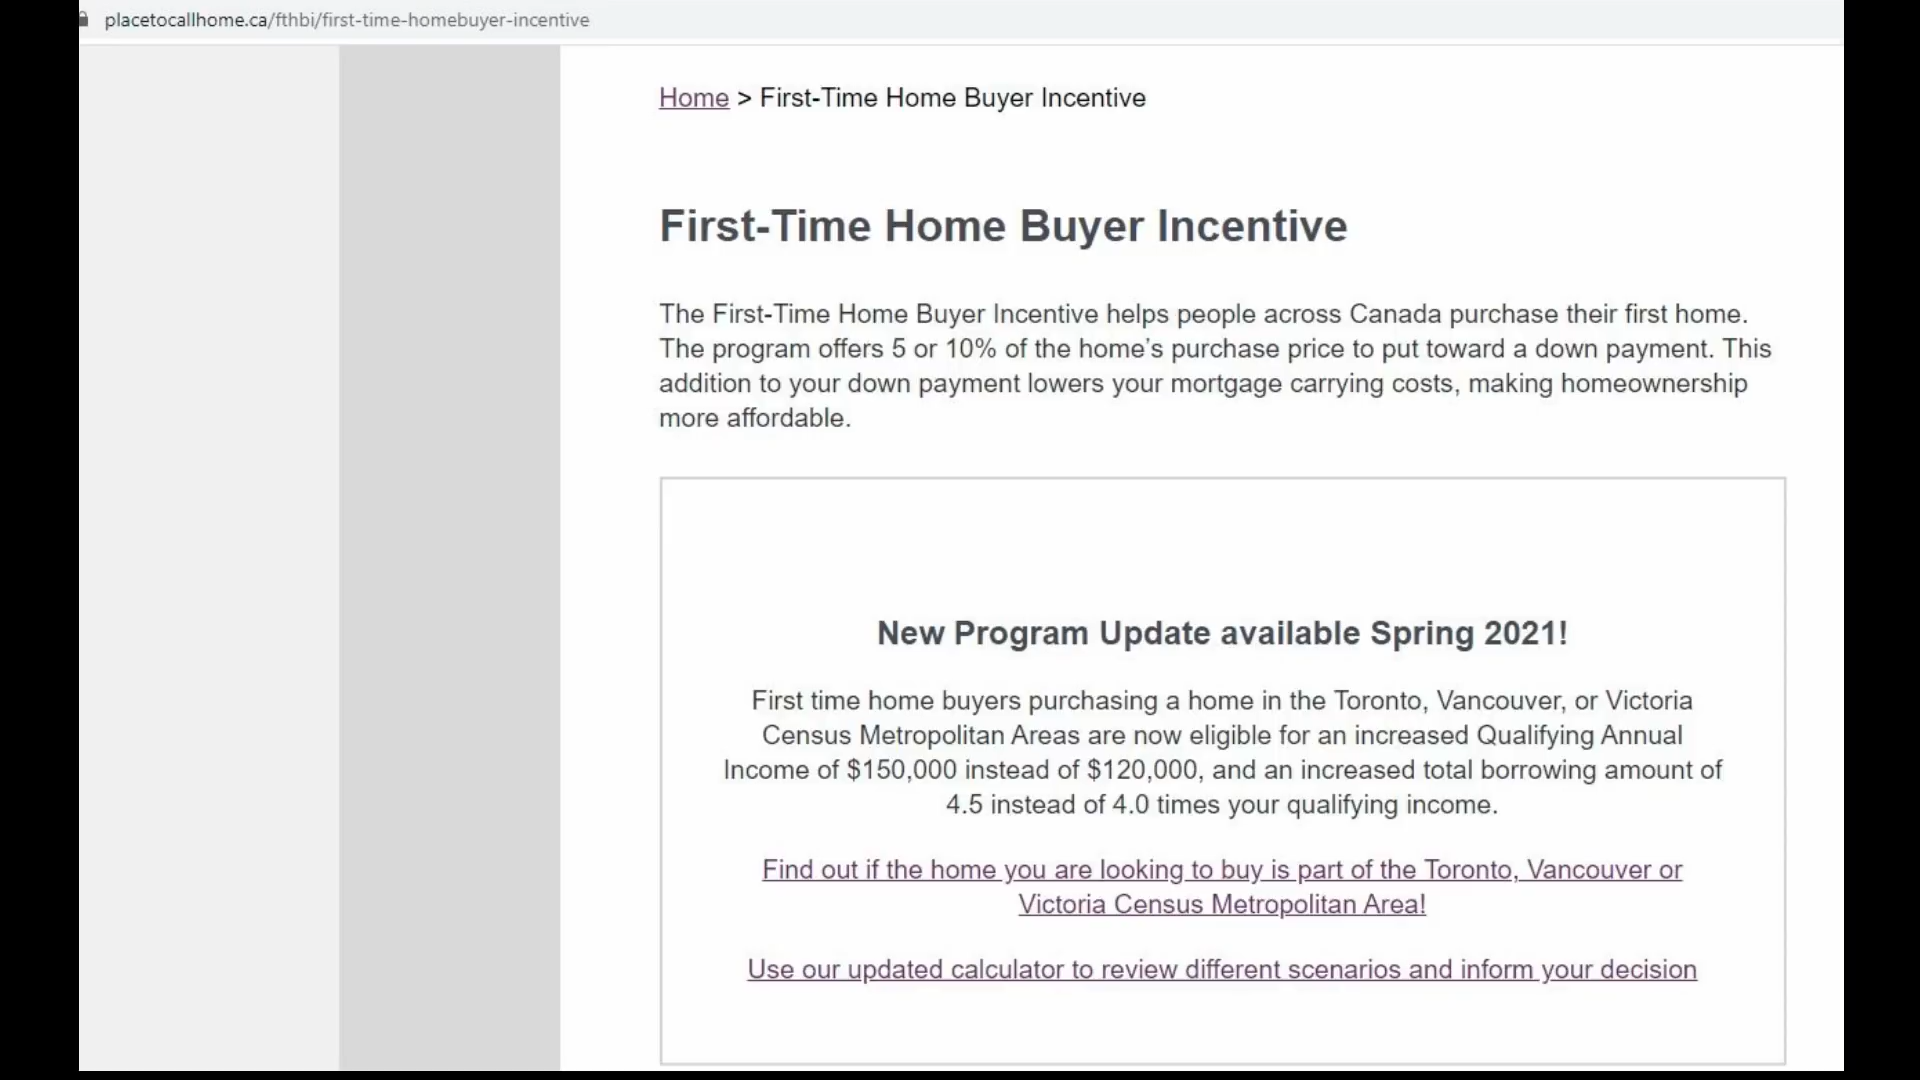 placetocallhome.ca/fthbi/first-time-homebuyer-incentive
Home > First-Time Home Buyer Incentive
First-Time Home Buyer Incentive
The First-Time Home Buyer Incentive helps people across Canada purchase their first home.
The program offers 5 or 10% of the home’s purchase price to put toward a down payment. This
addition to your down payment lowers your mortgage carrying costs, making homeownership
more affordable.
New Program Update available Spring 2021!
First time home buyers purchasing a home in the Toronto, Vancouver, or Victoria
Census Metropolitan Areas are now eligible for an increased Qualifying Annual
Income of $150,000 instead of $120,000, and an increased total borrowing amount of
4.5 instead of 4.0 times your qualifying income.
Find out if the home you are looking to buy is part of the Toronto, Vancouver or
Victoria Census Metropolitan Area!
Use our updated calculator to review different scenarios and inform your decision